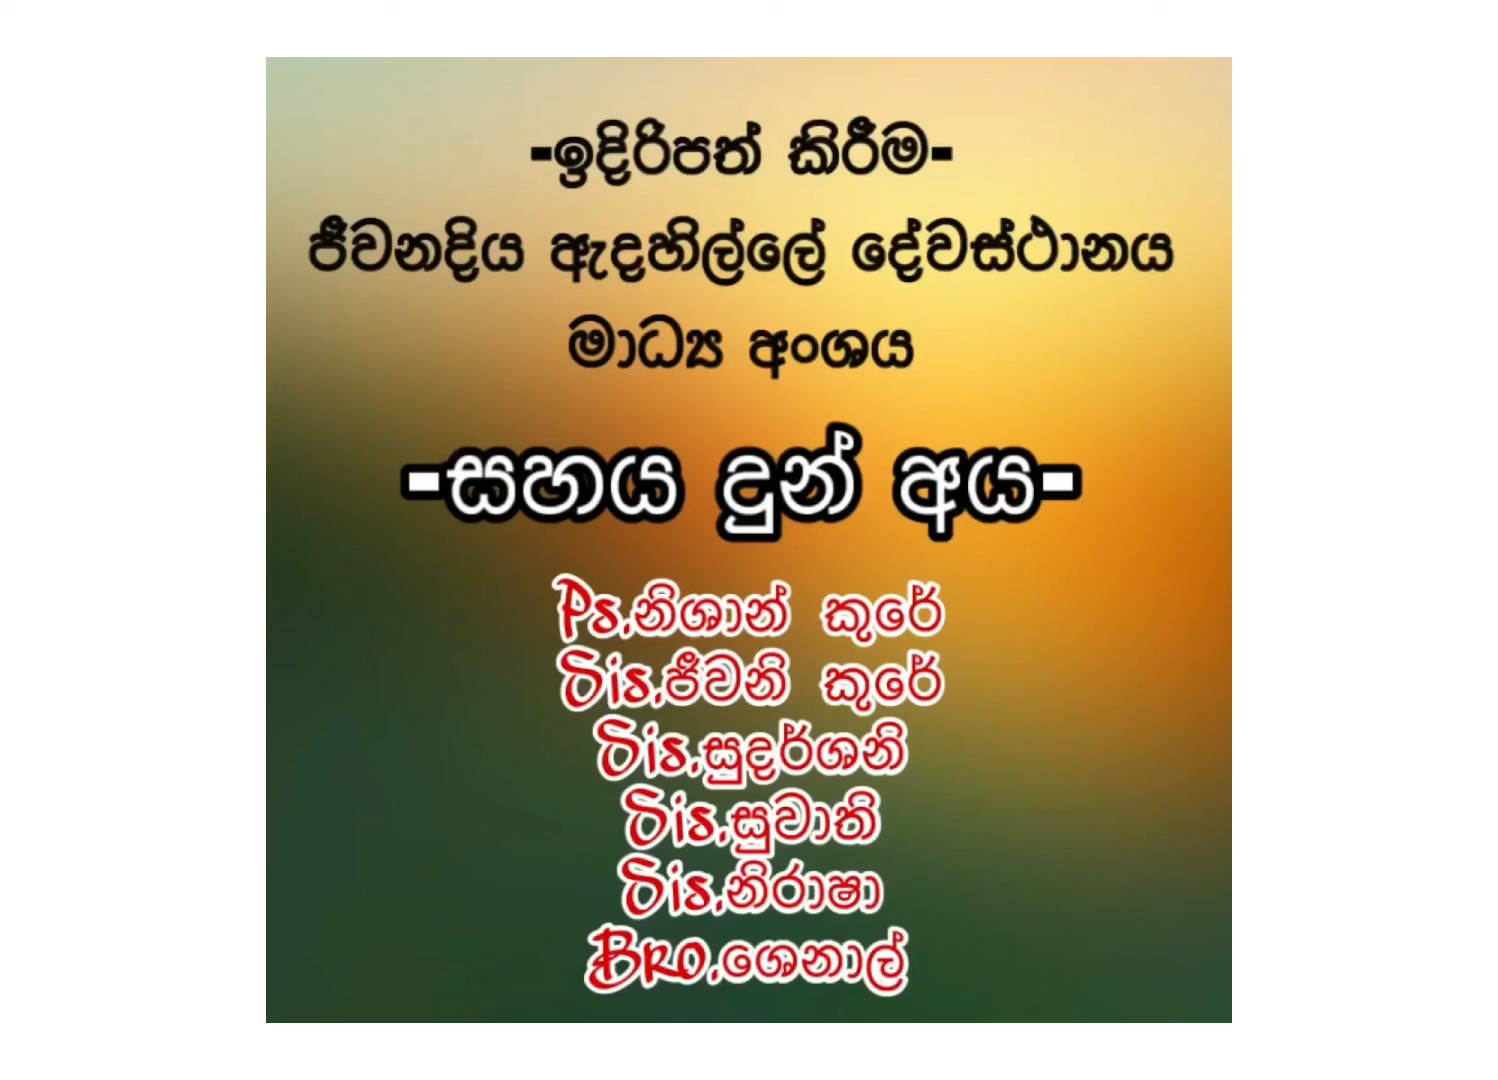 -ඉදිරිපත් කිරීම-
ජීවනදිය ඇදහිල්ලේ දේවස්ථානය
මාධ්‍ය අංශය
-සහය දුන් අය-
Ps.නිශාන් කුරේ
Sis.ජීවනි කුරේ
Sis.සුදර්ශනි
Sis.සුවාති
Sis.නිරාෂා
Bro.ශෙනාල්